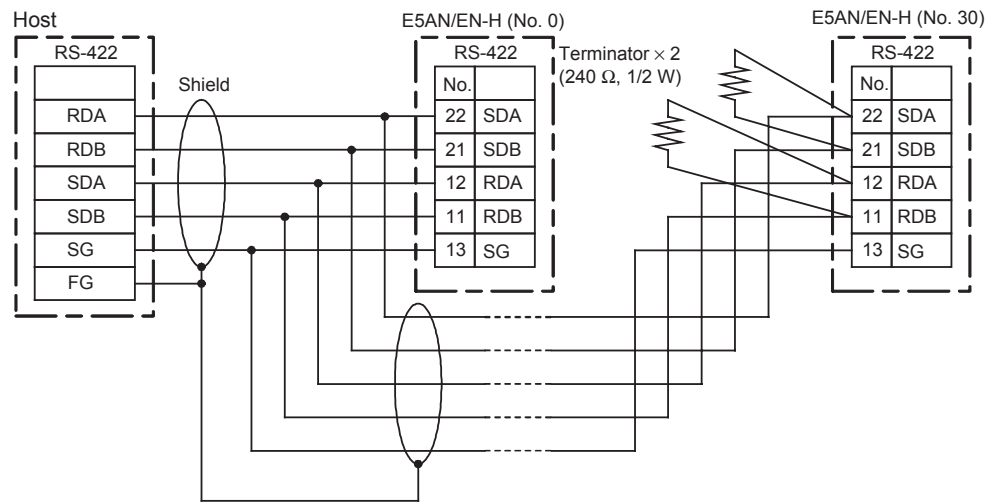 Host
RS-422
RDA
RDB
SDA
SDB
SG
FG
Shield
E5AN/EN-H (No. 0)
RS-422
No.
22 SDA
21 SDB
12 RDA
11 RDB
13 SG
Terminator × 2
(240 Ω, 1/2 W)
E5AN/EN-H (No. 30)
RS-422
No.
22 SDA
21 SDB
12 RDA
11 RDB
13 SG